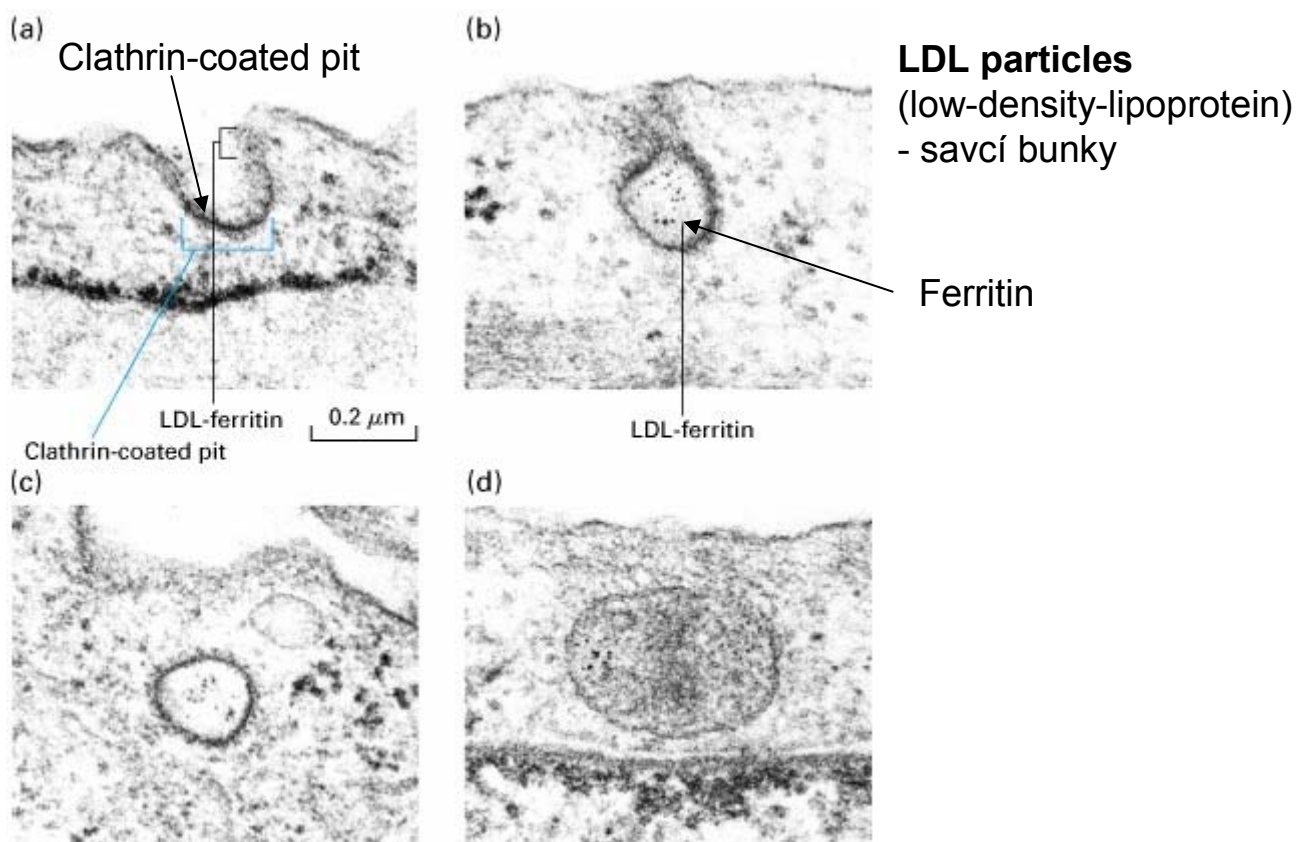 (a)
Clathrin-coated pit
(b)
LDL particles
(low-density-lipoprotein)
- savcí bunky
Ferritin
LDL-ferritin
0.2 μm
Clathrin-coated pit
LDL-ferritin
(c)
(d)